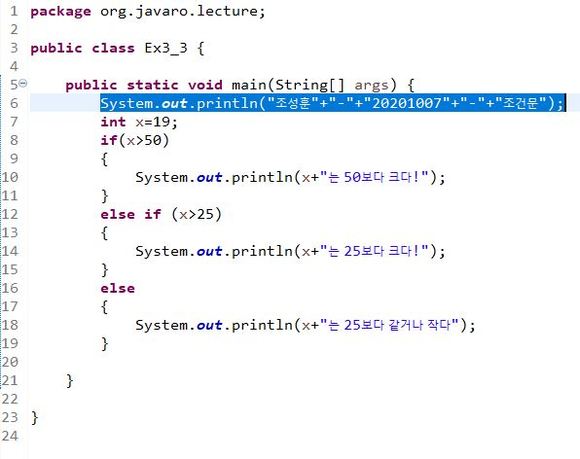 1 package org.javaro.lecture;
2
3 public class Ex3_3 {
4
5 public static void main(String[] args) {
6 System.out.println("조성훈"+"-"+"20201007"+"-"+"조건문");
7 int x=19;
8 if(x>50)
9 {
10 System.out.println(x+"는 50보다 크다!");
11 }
12 else if (x>25)
13 {
14 System.out.println(x+"는 25보다 크다!");
15 }
16 else
17 {
18 System.out.println(x+"는 25보다 같거나 작다");
19 }
20
21 }
22
23 }
24